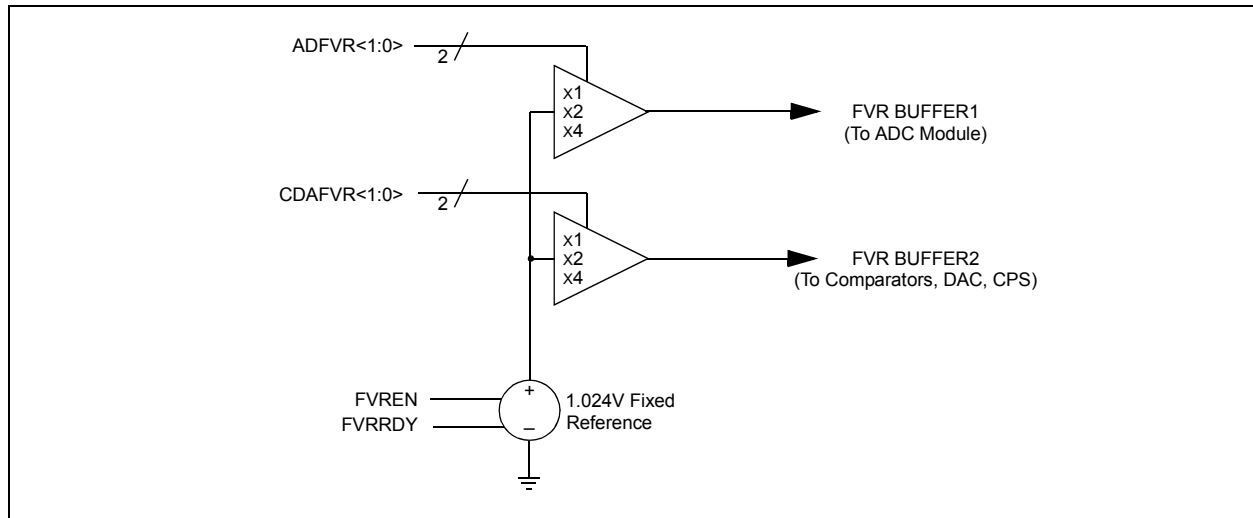 ADFVR<1:0>
2
X1
X2
X4
FVR BUFFER1
(To ADC Module)
CDAFVR<1:0>
2
X1
X2
X4
FVR BUFFER2
(To Comparators, DAC, CPS)
FVREN
FVRRDY
+
_
1.024V Fixed
Reference